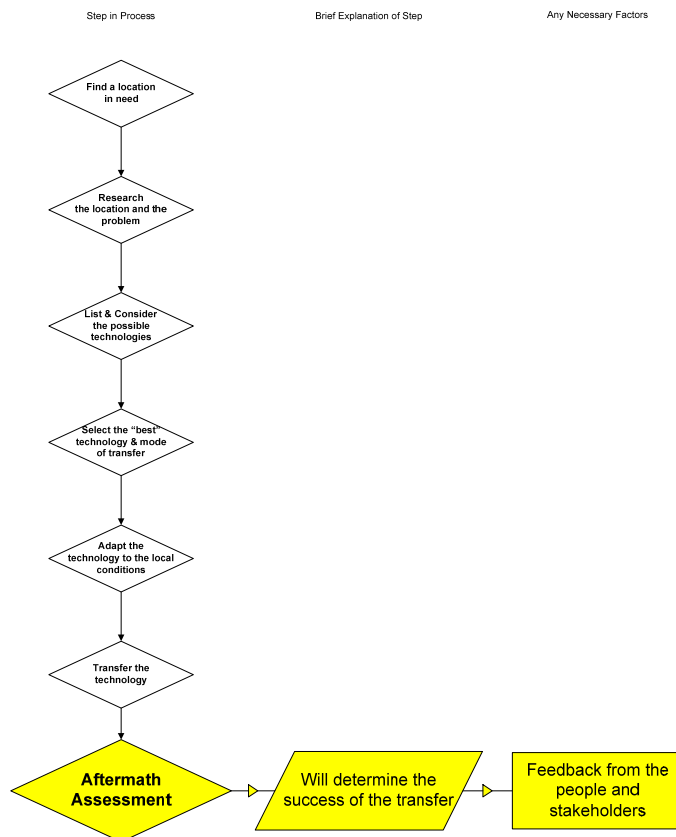 Step in Process
Brief Explanation of Step
Any Necessary Factors
Find a location
in need
Research
the location and the
problem
List & Consider
the possible
technologies
Select the “best”
technology & mode
of transfer
Adapt the
technology to the local
conditions
Transfer the
technology
Aftermath
Assessment
Will determine the
success of the transfer
Feedback from the
people and
stakeholders